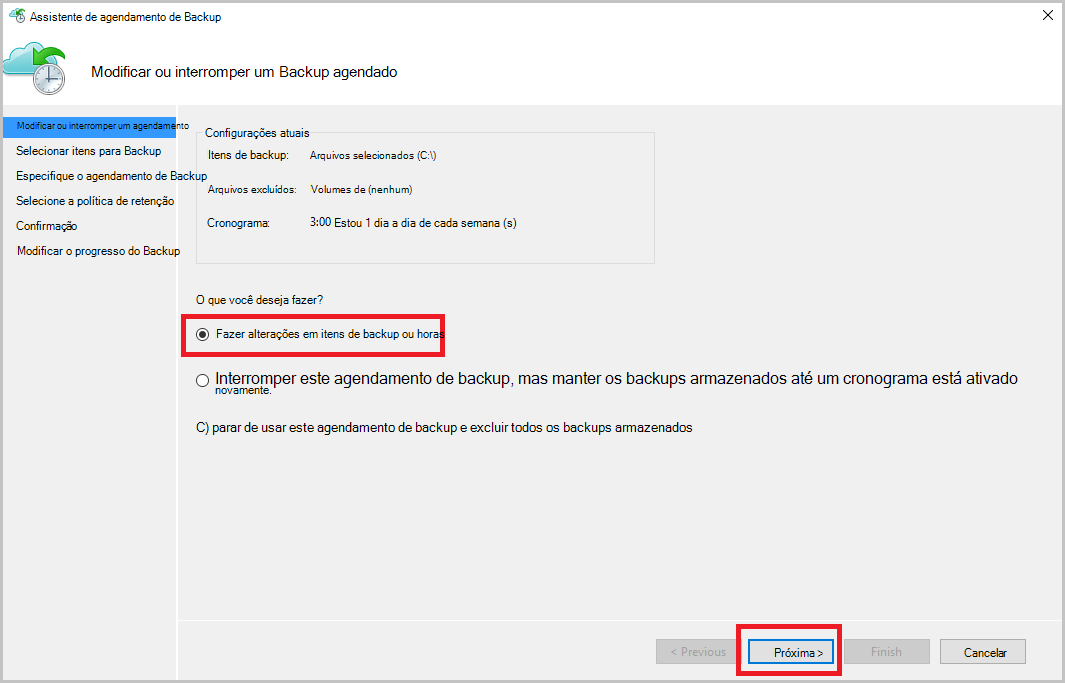 Assistente de agendamento de Backup
Modificar ou interromper um Backup agendado
Modificar ou interromper um agendamento
Selecionar itens para Backup
Especifique o agendamento de Backup
Selecione a política de retenção
Confirmação
Modificar o progresso do Backup
Configurações atuais
Itens de backup: Arquivos selecionados (C:\)
Arquivos excluídos: Volumes de (nenhum)
Cronograma: 3:00 Estou 1 dia a dia de cada semana (s)
O que você deseja fazer?
Fazer alterações em itens de backup ou horas
Interromper este agendamento de backup, mas manter os backups armazenados até um cronograma está ativado
novamente.
C) parar de usar este agendamento de backup e excluir todos os backups armazenados
< Previous Próxima > Finish Cancelar